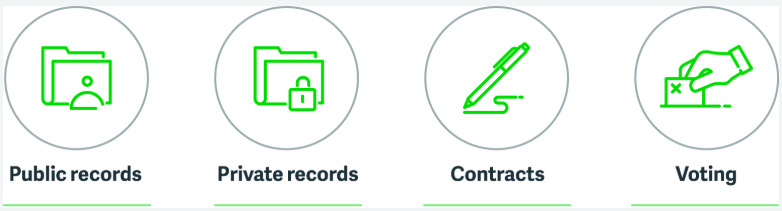 Public records
Private records
Contracts
Voting